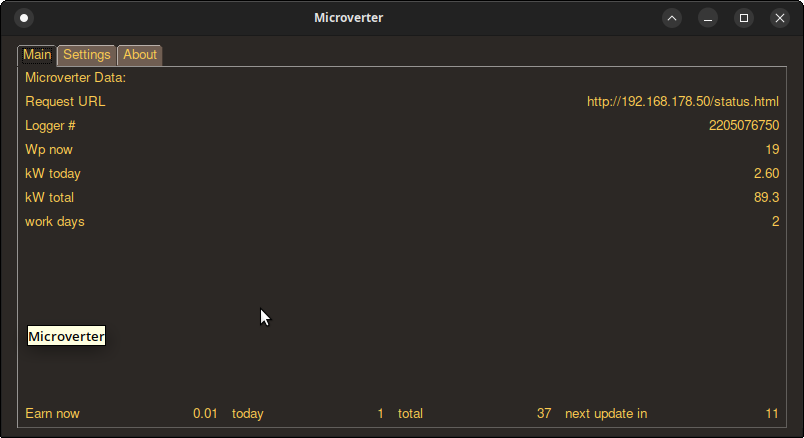 Microverter
Main Settings About
Microverter Data:
Request URL http://192.168.178.50/status.html
Logger # 2205076750
Wp now 19
kW today 2.60
kW total 89.3
work days 2
Microverter
Earn now 0.01 today 1 total 37 next update in 11